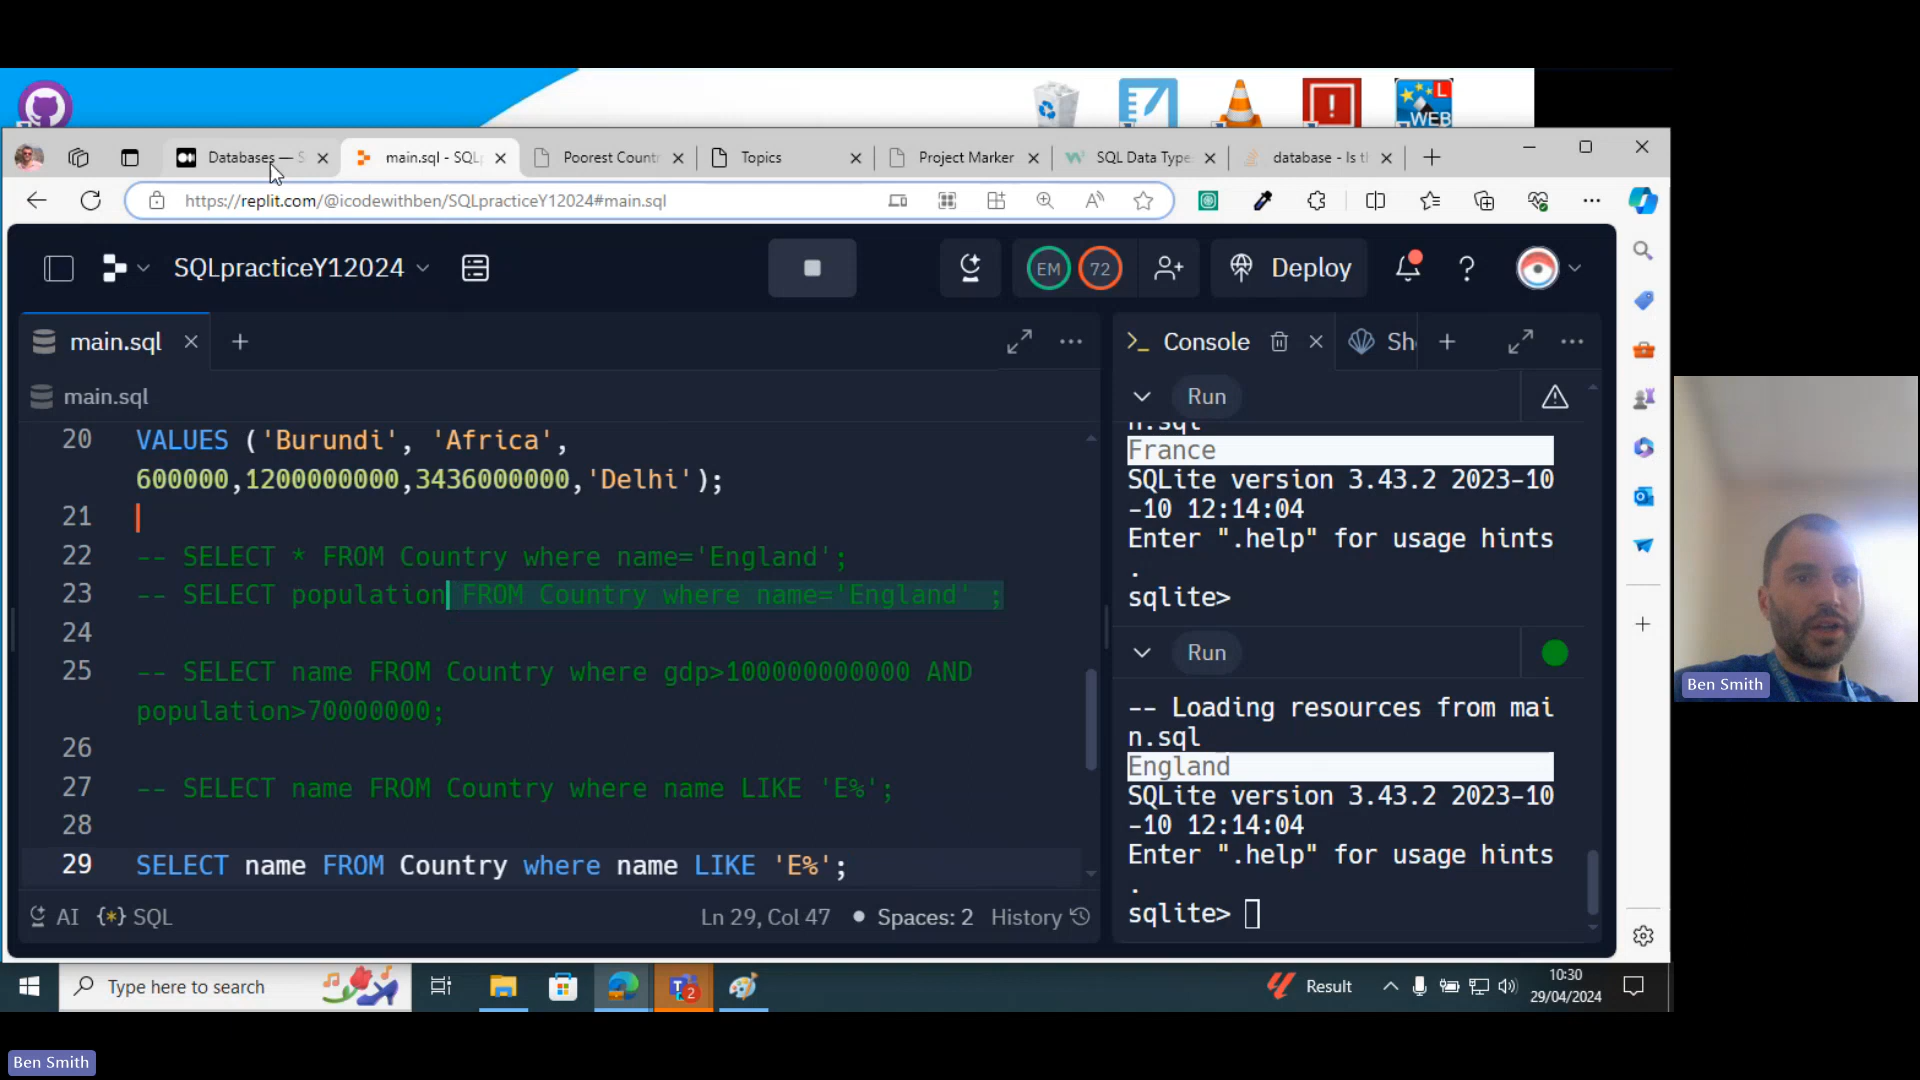 L
WEB
Databases — S
main.sql - SQL
Poorest Count
Topics
Project Marker
SQL Data Type
database - Is t
https://replit.com/@icodewithben/SQLpracticeY12024#main.sql
SQLpracticeY12024
EM
72
Deploy
?
main.sql
main.sql
20 VALUES ('Burundi', 'Africa',
600000,1200000000,3436000000,'Delhi');
21
22 -- SELECT * FROM Country where name='England';
23 -- SELECT population FROM Country where name='England' ;
24
25 -- SELECT name FROM Country where gdp>100000000000 AND
population>70000000;
26
27 -- SELECT name FROM Country where name LIKE 'E%';
28
29 SELECT name FROM Country where name LIKE 'E%';
AI {*} SQL
Ln 29, Col 47 • Spaces: 2 History
>_ Console
Sh
Run
n.sql
France
SQLite version 3.43.2 2023-10
-10 12:14:04
Enter ".help" for usage hints
.
sqlite>
Run
-- Loading resources from mai
n.sql
England
SQLite version 3.43.2 2023-10
-10 12:14:04
Enter ".help" for usage hints
.
sqlite>
Ben Smith
Type here to search
2
Result
10:30
29/04/2024
Ben Smith